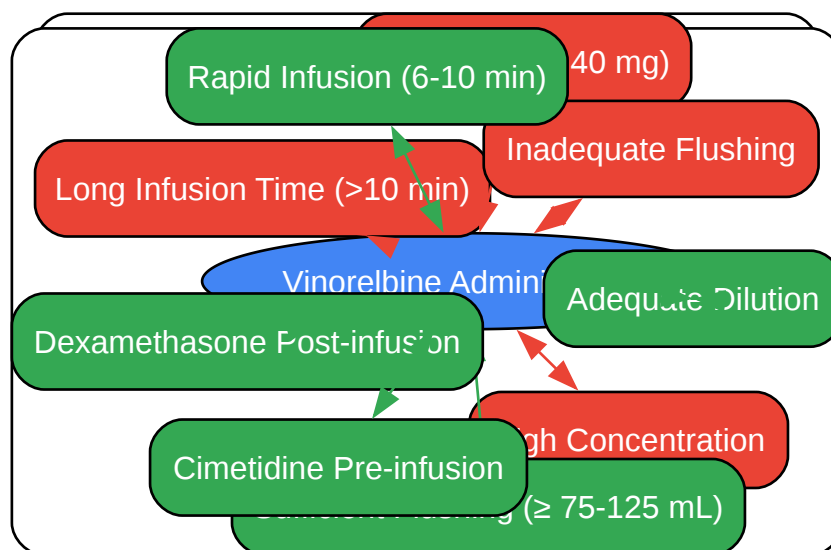 40 mg)
Rapid Infusion (6-10 min)
Inadequate Flushing
Long Infusion Time (>10 min)
Vinorelbine
Adequate Dilution
Dexamethasone Post-infusion
Concentration
Cimetidine Pre-infusion
(≥ 75-125 mL)